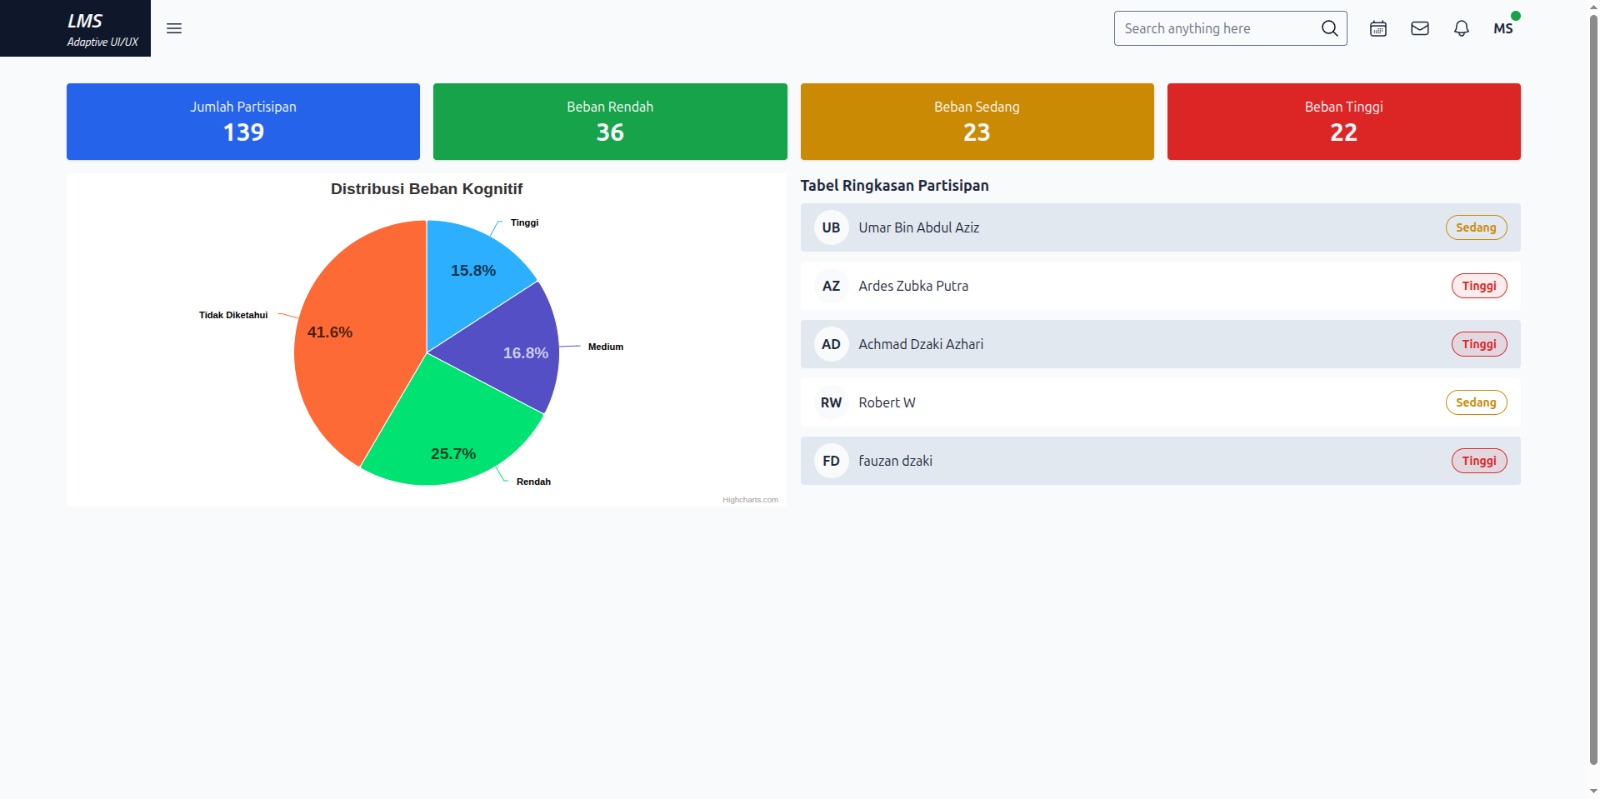 LMS
Adaptive UI/UX
Search anything here
MS
Jumlah Partisipan
139
Beban Rendah
36
Beban Sedang
23
Beban Tinggi
22
Distribusi Beban Kognitif
Tinggi
15.8%
Medium
16.8%
Rendah
25.7%
Tidak Diketahui
41.6%
Highcharts.com
Tabel Ringkasan Partisipan
UB Umar Bin Abdul Aziz Sedang
AZ Ardes Zubka Putra Tinggi
AD Achmad Dzaki Azhari Tinggi
RW Robert W Sedang
FD fauzan dzaki Tinggi